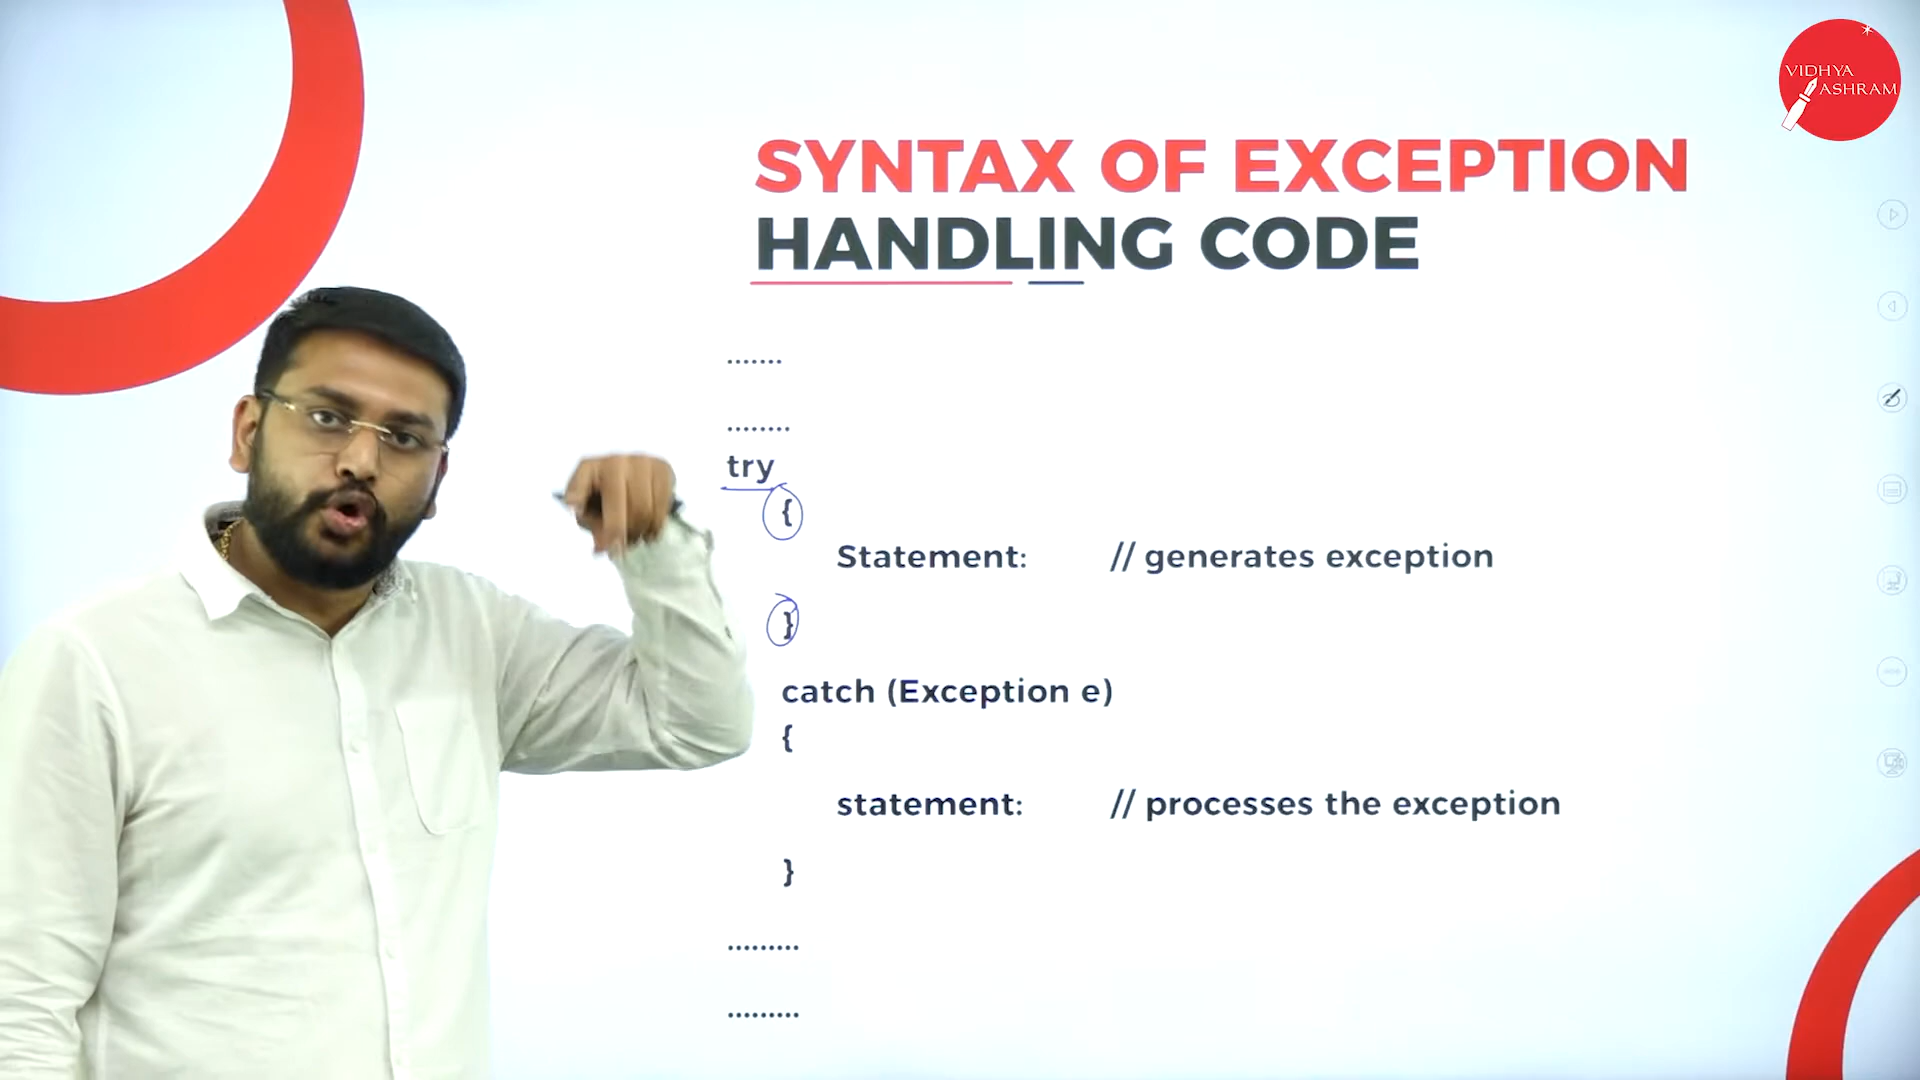 VIDHYA
ASHRAM
SYNTAX OF EXCEPTION
HANDLING CODE
.......
........
try
{
Statement: // generates exception
}
catch (Exception e)
{
statement: // processes the exception
}
.........
.........